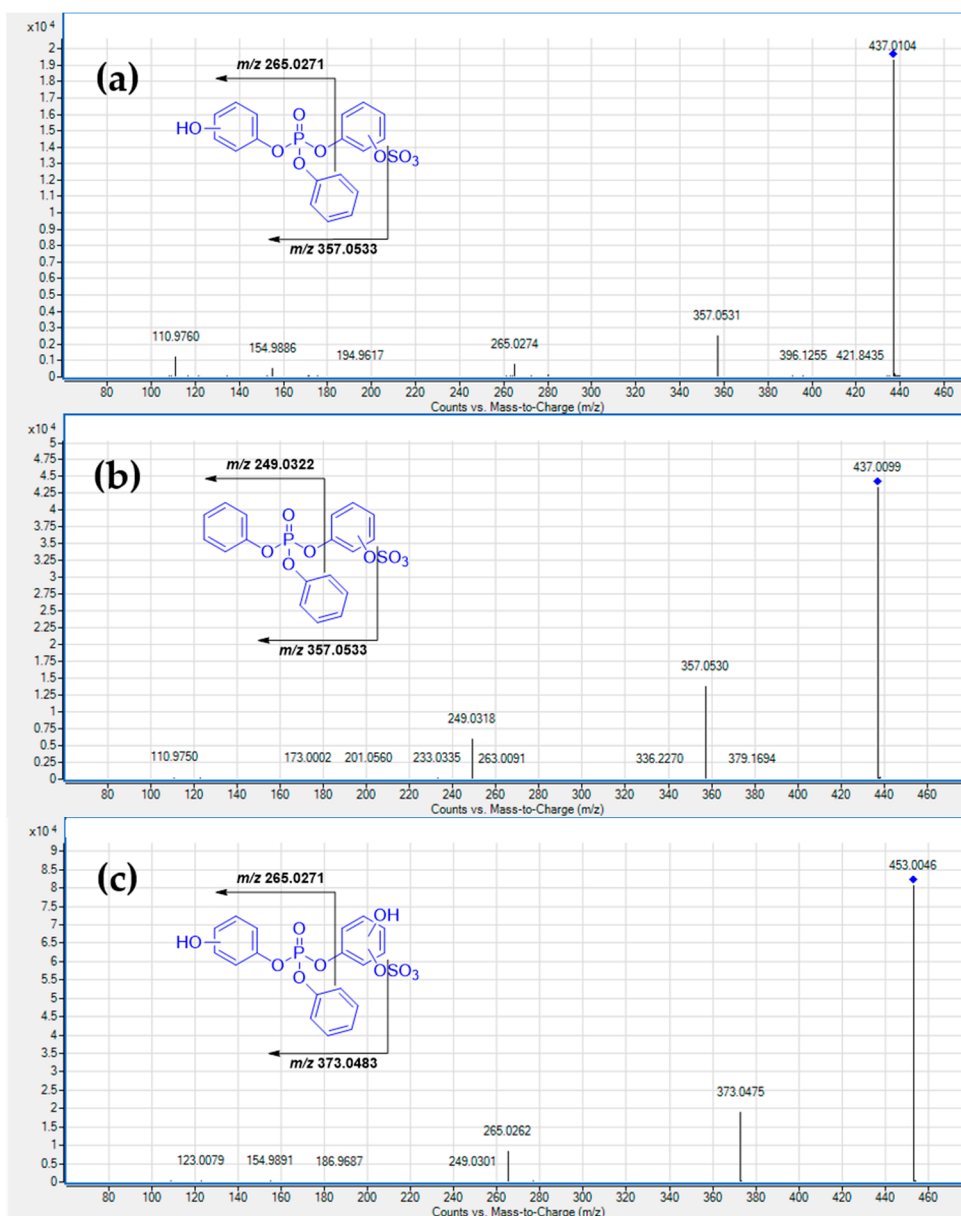 x10⁴
2
1.9
1.8
1.7
1.6
1.5
1.4
1.3
1.2
1.1
1
0.9
0.8
0.7
0.6
0.5
0.4
0.3
0.2
0.1
0
(a)
m/z 265.0271
HO
O
P
O
O
O
OSO₃
m/z 357.0533
437.0104
110.9760
154.9886
194.9617
265.0274
357.0531
396.1255
421.8435
80 100 120 140 160 180 200 220 240 260 280 300 320 340 360 380 400 420 440 460
Counts vs. Mass-to-Charge (m/z)
x10⁴
5
4.75
4.5
4.25
4
3.75
3.5
3.25
3
2.75
2.5
2.25
2
1.75
1.5
1.25
1
0.75
0.5
0.25
0
(b)
m/z 249.0322
O
P
O
O
O
OSO₃
m/z 357.0533
437.0099
110.9750
173.0002
201.0560
233.0335
249.0318
263.0091
336.2270
357.0530
379.1694
80 100 120 140 160 180 200 220 240 260 280 300 320 340 360 380 400 420 440 460
Counts vs. Mass-to-Charge (m/z)
x10⁴
9
8.5
8
7.5
7
6.5
6
5.5
5
4.5
4
3.5
3
2.5
2
1.5
1
0.5
0
(c)
m/z 265.0271
OH
HO
O
P
O
O
O
OSO₃
m/z 373.0483
453.0046
123.0079
154.9891
186.9687
249.0301
265.0262
373.0475
80 100 120 140 160 180 200 220 240 260 280 300 320 340 360 380 400 420 440 460
Counts vs. Mass-to-Charge (m/z)